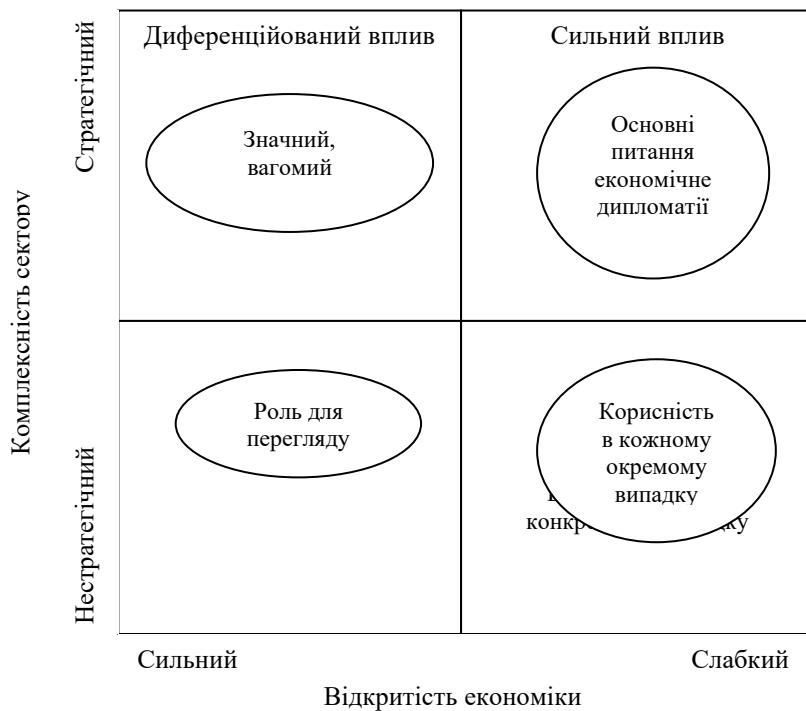 Диференційований вплив
Сильний вплив
Стратегічний
Значний,
вагомий
Основні
питання
економічне
дипломатії
Комплексність сектору
Нестратегічний
Роль для
перегляду
Корисність
в кожному
окремому
випадку
Сильний
Слабкий
Відкритість економіки